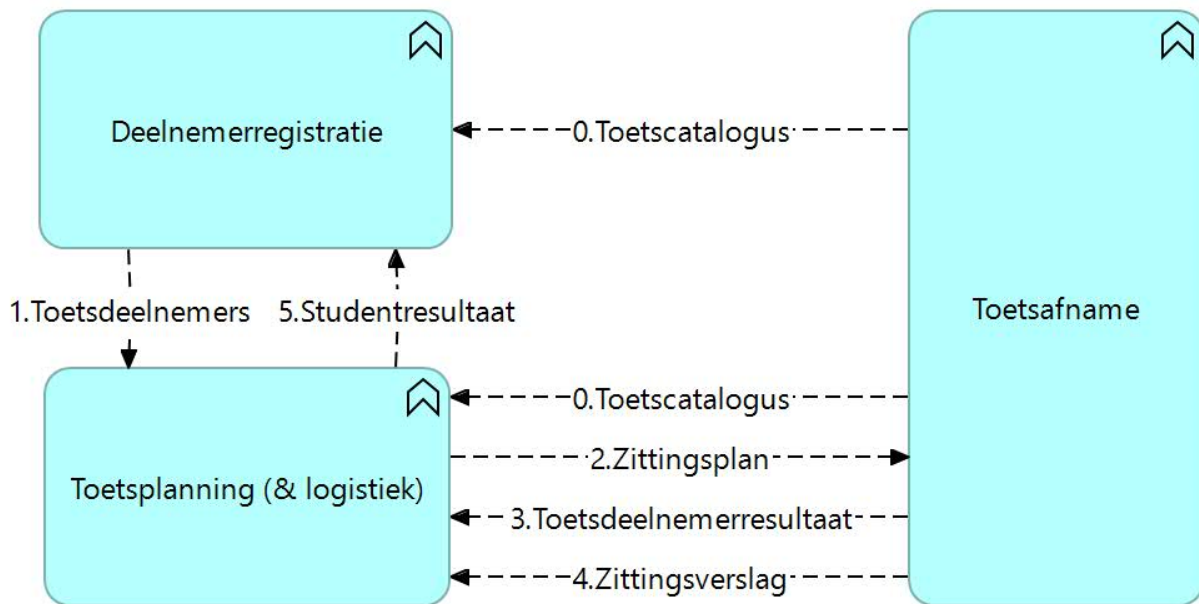 Deelnemerregistratie
0.Toetscatalogus
Toetsafname
1.Toetsdeelnemers
5.Studentresultaat
0.Toetscatalogus
2.Zittingsplan
Toetsplanning (& logistiek)
3.Toetsdeelnemerresultaat
4.Zittingsverslag